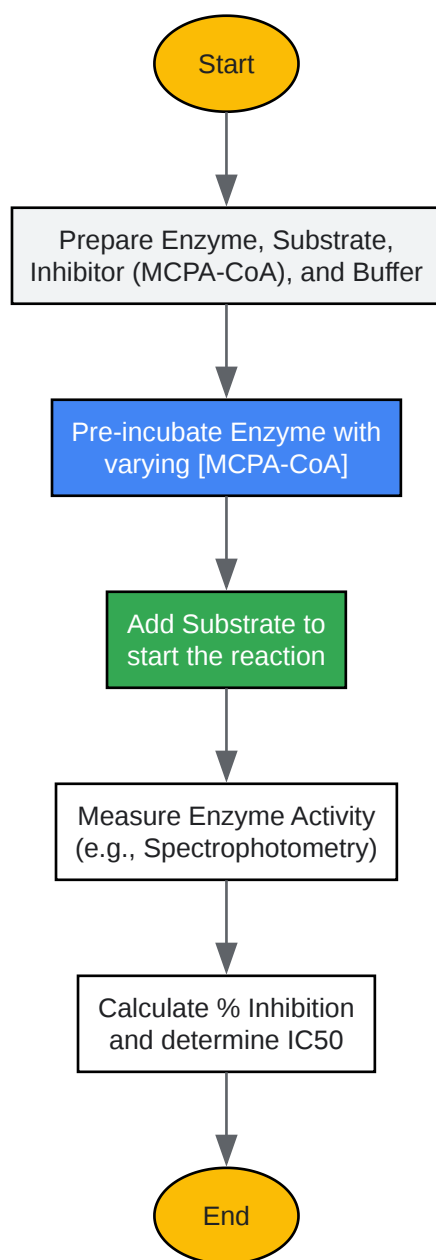 Start
Prepare Enzyme, Substrate,
Inhibitor (MCPA-CoA), and Buffer
Pre-incubate Enzyme with
varying [MCPA-CoA]
Add Substrate to
start the reaction
Measure Enzyme Activity
(e.g., Spectrophotometry)
Calculate % Inhibition
and determine IC50
End